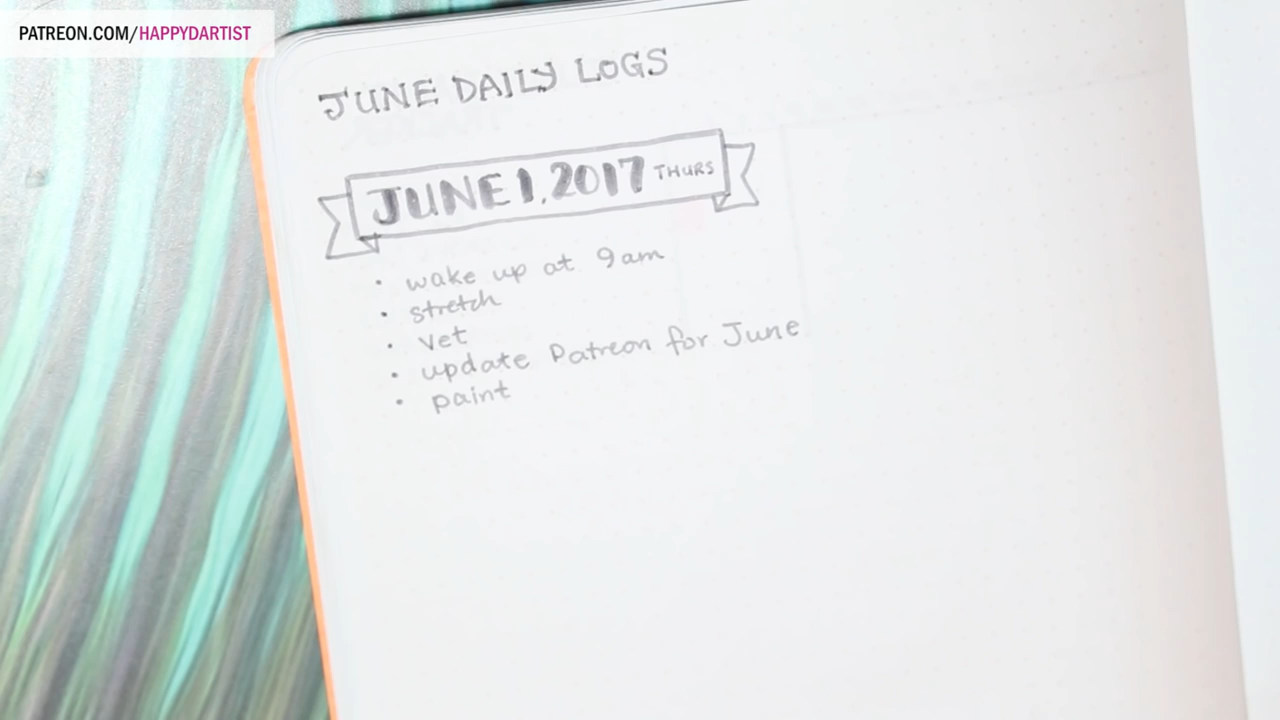 PATREON.COM/HAPPYDARTIST
JUNE DAILY LOGS
JUNE 1, 2017 THURS
• wake up at 9am
• stretch
• vet
• update Patreon for June
• paint